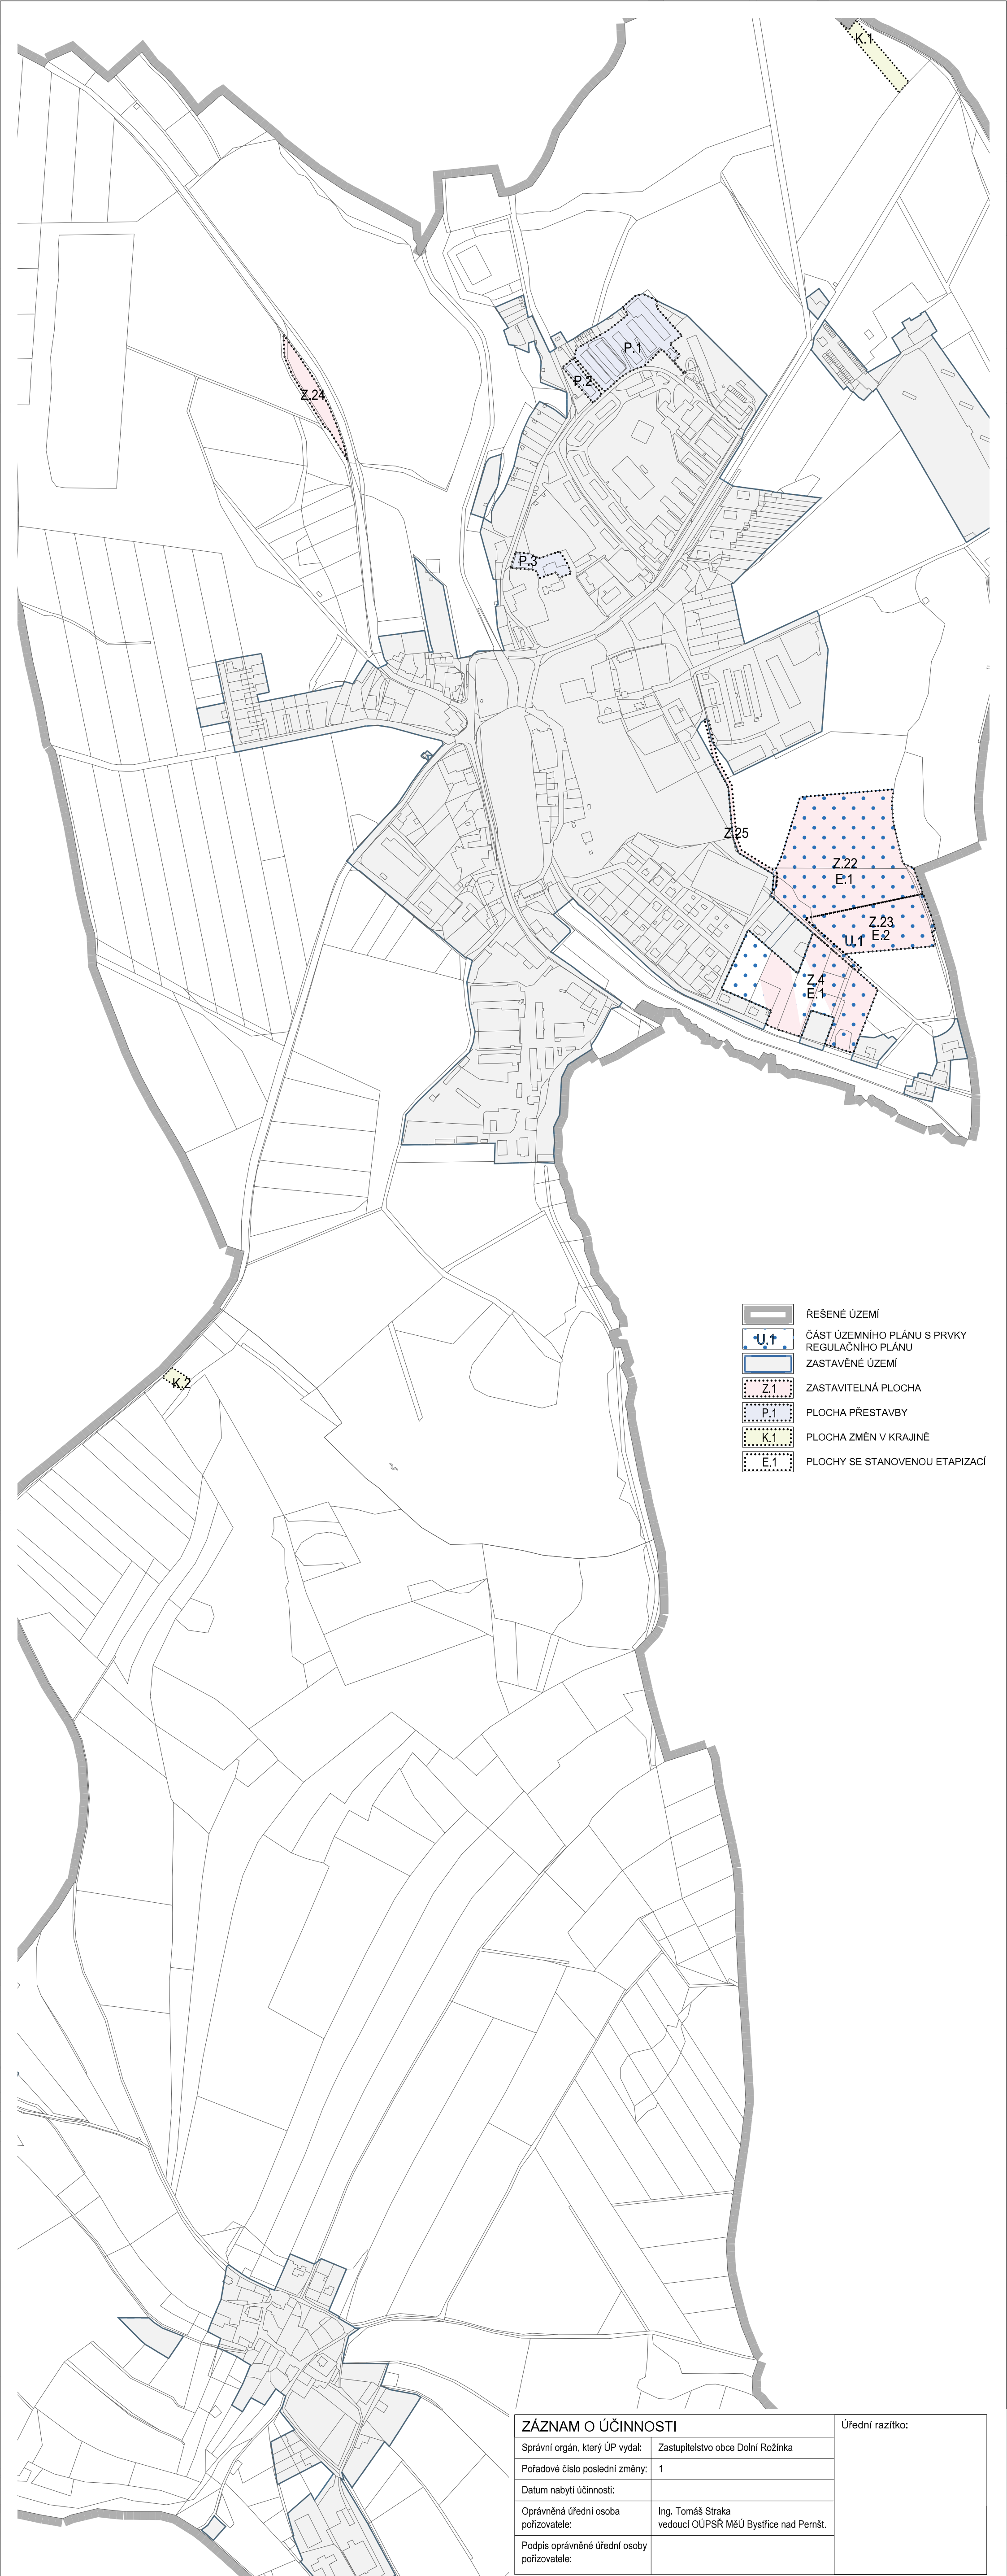 K.1
P.1
P.2
Z.24
P.3
Z.25
Z.22
E.1
Z.23
E.2
U.1
Z.4
E.1
K.2
ŘEŠENÉ ÚZEMÍ
U.1 ČÁST ÚZEMNÍHO PLÁNU S PRVKY
REGULAČNÍHO PLÁNU
ZASTAVĚNÉ ÚZEMÍ
Z.1 ZASTAVITELNÁ PLOCHA
P.1 PLOCHA PŘESTAVBY
K.1 PLOCHA ZMĚN V KRAJINĚ
E.1 PLOCHY SE STANOVENOU ETAPIZACÍ
ZÁZNAM O ÚČINNOSTI
Správní orgán, který ÚP vydal: Zastupitelstvo obce Dolní Rožínka
Pořadové číslo poslední změny: 1
Datum nabytí účinnosti:
Oprávněná úřední osoba
pořizovatele:
Ing. Tomáš Straka
vedoucí OÚPSŘ MěÚ Bystřice nad Pernšt.
Podpis oprávněné úřední osoby
pořizovatele:
Úřední razítko: